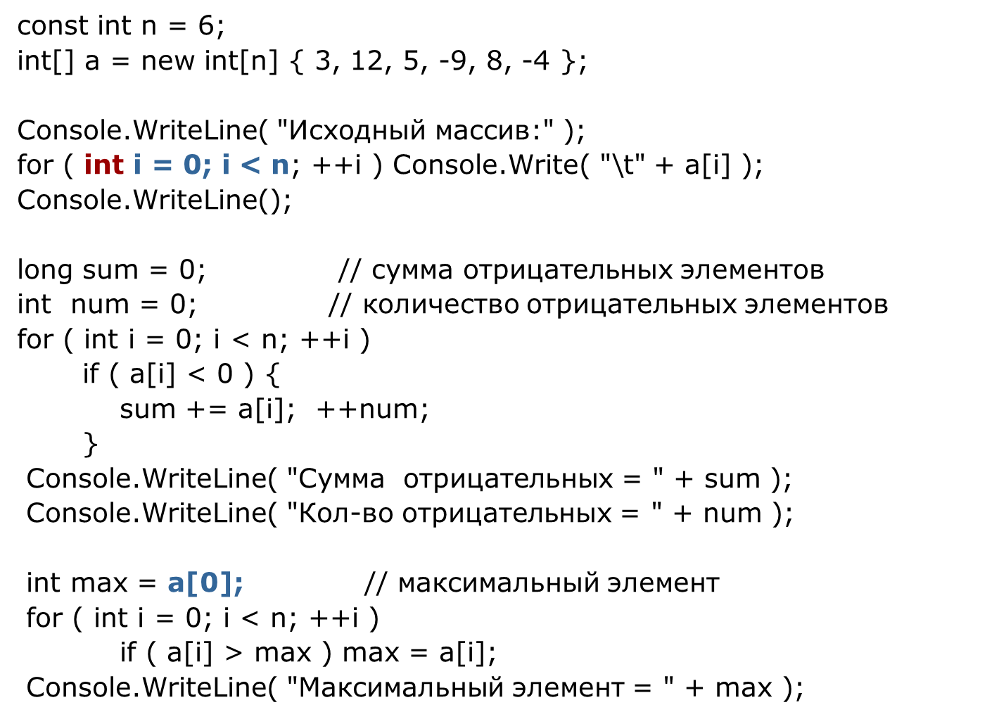 const int n = 6;
int[] a = new int[n] { 3, 12, 5, -9, 8, -4 };
Console.WriteLine( "Исходный массив:" );
for ( int i = 0; i < n; ++i ) Console.Write( "\t" + a[i] );
Console.WriteLine();
long sum = 0; // сумма отрицательных элементов
int num = 0; // количество отрицательных элементов
for ( int i = 0; i < n; ++i )
if ( a[i] < 0 ) {
sum += a[i]; ++num;
}
Console.WriteLine( "Сумма отрицательных = " + sum );
Console.WriteLine( "Кол-во отрицательных = " + num );
int max = a[0]; // максимальный элемент
for ( int i = 0; i < n; ++i )
if ( a[i] > max ) max = a[i];
Console.WriteLine( "Максимальный элемент = " + max );